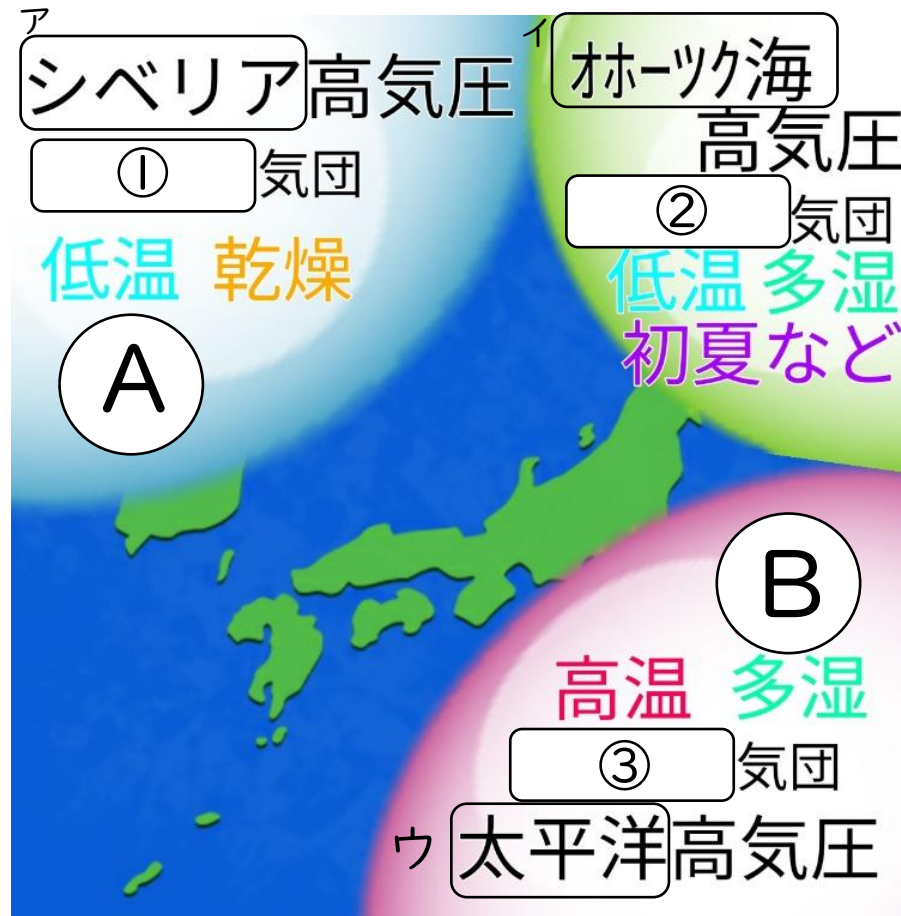 ア
シベリア高気圧
① 気団
低温 乾燥
A
イ
オホーツク海
高気圧
② 気団
低温 多湿
初夏など
B
高温 多湿
③ 気団
ウ 太平洋高気圧